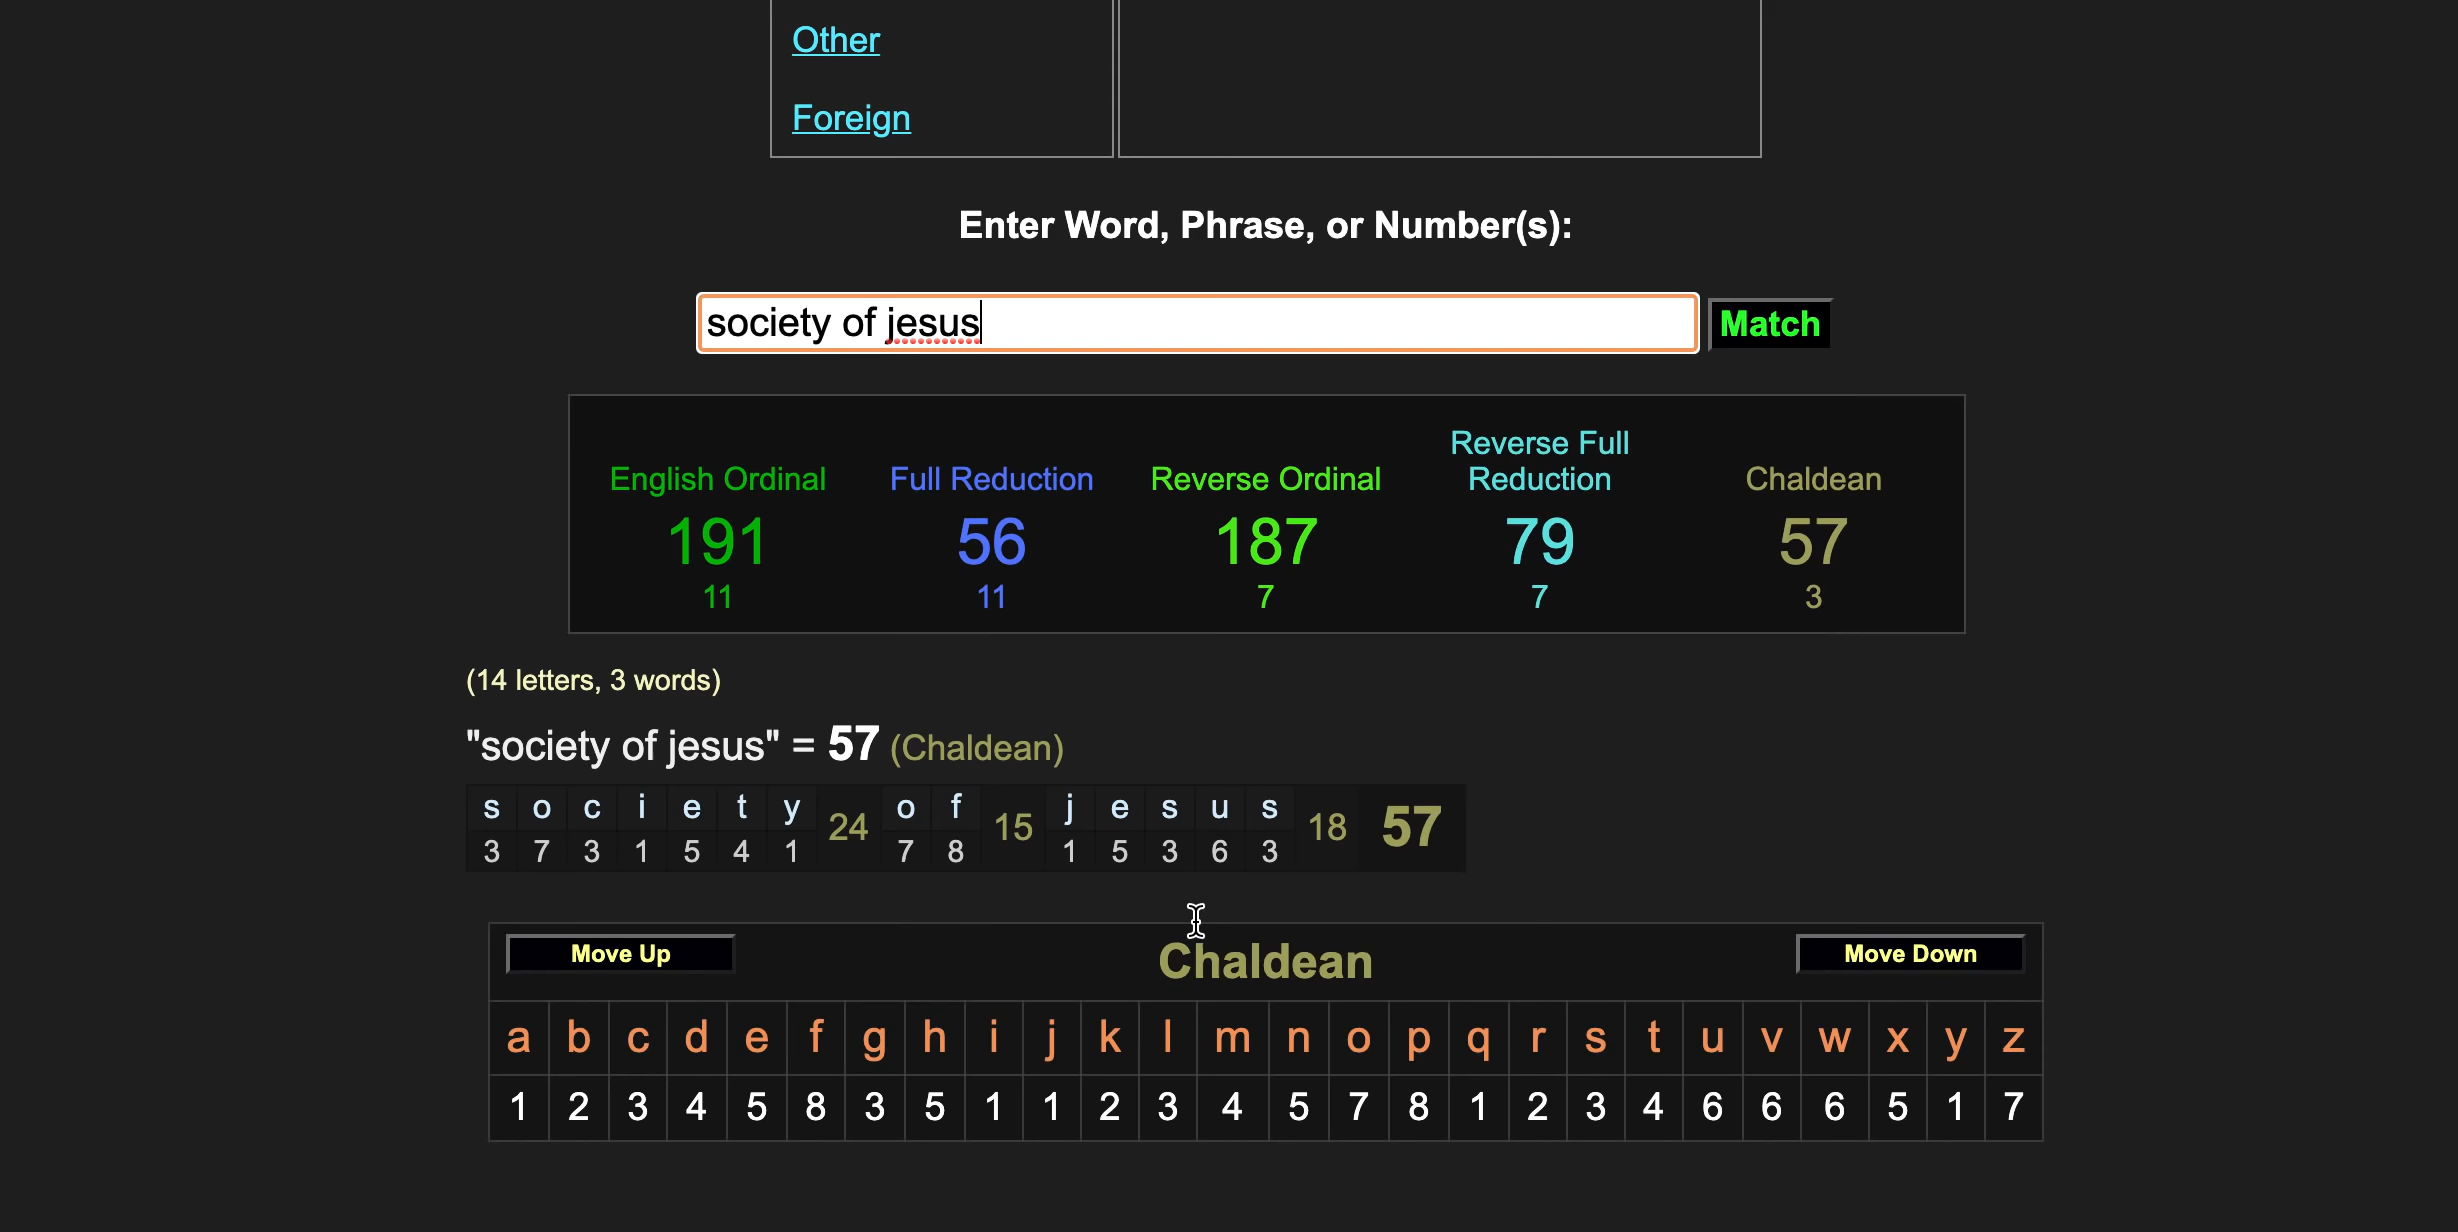 Other
Foreign
Enter Word, Phrase, or Number(s):
society of jesus Match
English Ordinal Full Reduction Reverse Ordinal Reverse Full Reduction Chaldean
191 56 187 79 57
11 11 7 7 3
(14 letters, 3 words)
"society of jesus" = 57 (Chaldean)
s o c i e t y 24 o f 15 j e s u s 18 57
3 7 3 1 5 4 1 7 8 1 5 3 6 3
Move Up Chaldean Move Down
a b c d e f g h i j k l m n o p q r s t u v w x y z
1 2 3 4 5 8 3 5 1 1 2 3 4 5 7 8 1 2 3 4 6 6 6 5 1 7